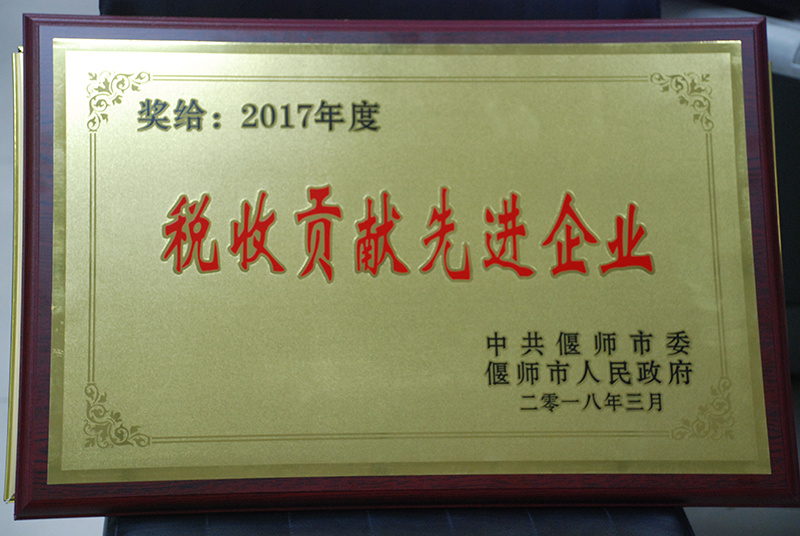 奖给：2017年度
税收贡献先进企业
中共偃师市委
偃师市人民政府
二零一八年三月